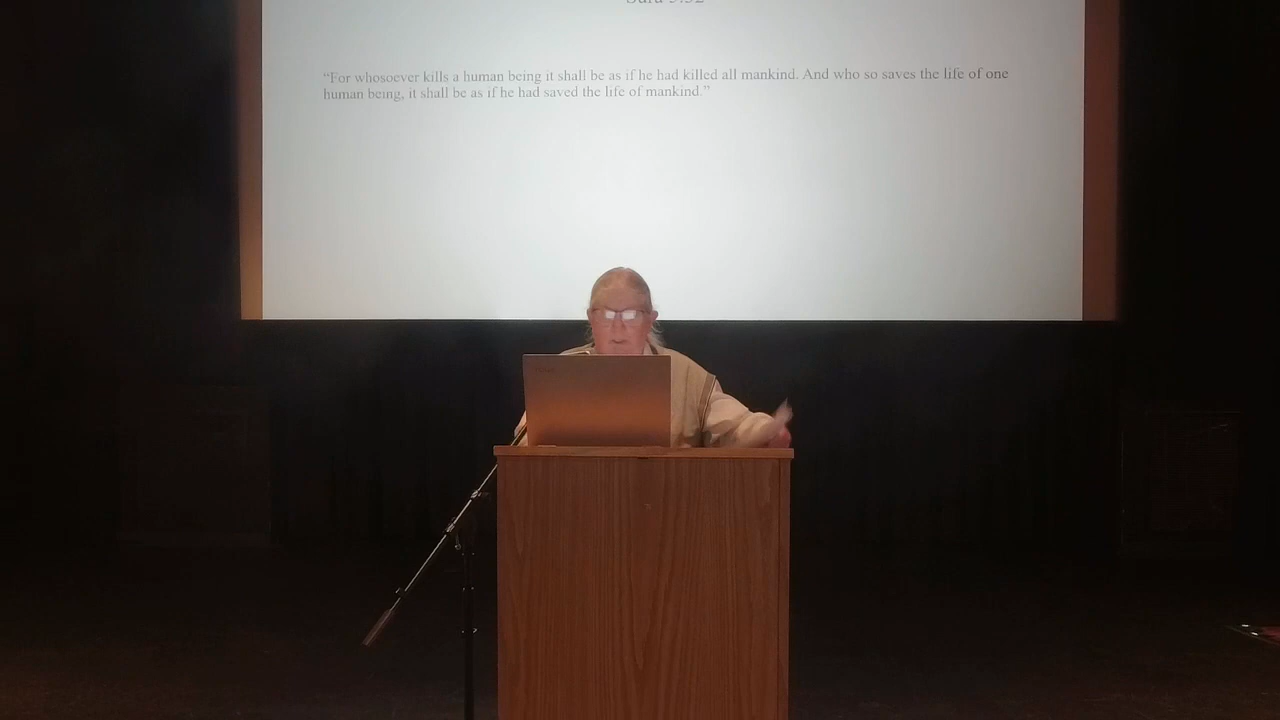 “For whosoever kills a human being it shall be as if he had killed all mankind. And who so saves the life of one
human being, it shall be as if he had saved the life of mankind.”